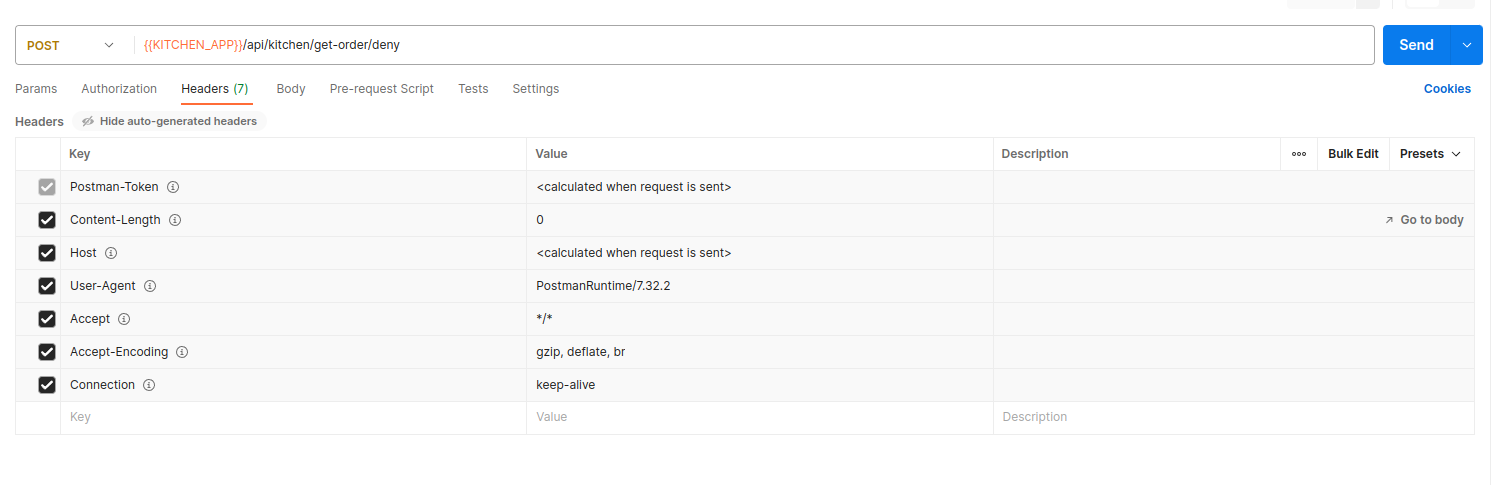 POST {{KITCHEN_APP}}/api/kitchen/get-order/deny Send
Params Authorization Headers (7) Body Pre-request Script Tests Settings Cookies
Headers Hide auto-generated headers
Key Value Description Bulk Edit Presets
Postman-Token <calculated when request is sent>
Content-Length 0 Go to body
Host <calculated when request is sent>
User-Agent PostmanRuntime/7.32.2
Accept */*
Accept-Encoding gzip, deflate, br
Connection keep-alive
Key Value Description